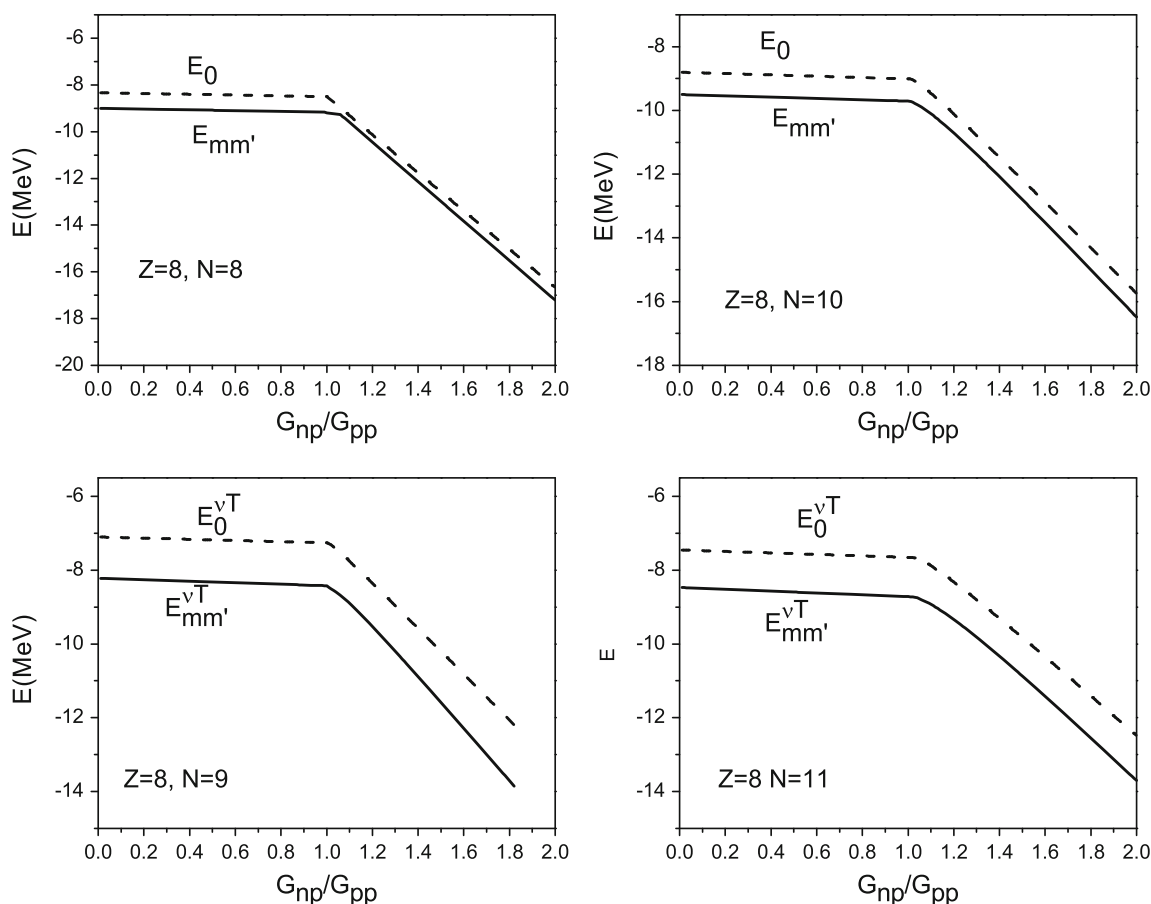 -6
-8
-10
-12
-14
-16
-18
-20
E(MeV)
E0
Emm'
Z=8, N=8
0.0 0.2 0.4 0.6 0.8 1.0 1.2 1.4 1.6 1.8 2.0
Gnp/Gpp
-8
-10
-12
-14
-16
-18
E(MeV)
E0
Emm'
Z=8, N=10
0.0 0.2 0.4 0.6 0.8 1.0 1.2 1.4 1.6 1.8 2.0
Gnp/Gpp
-6
-8
-10
-12
-14
E(MeV)
E0νT
Emm'νT
Z=8, N=9
0.0 0.2 0.4 0.6 0.8 1.0 1.2 1.4 1.6 1.8 2.0
Gnp/Gpp
-6
-8
-10
-12
-14
E
E0νT
Emm'νT
Z=8 N=11
0.0 0.2 0.4 0.6 0.8 1.0 1.2 1.4 1.6 1.8 2.0
Gnp/Gpp